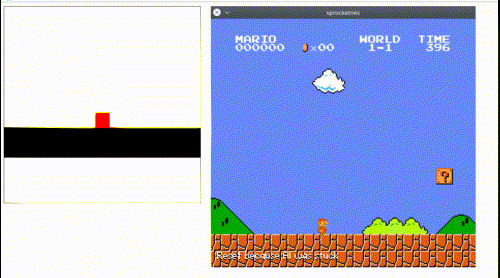 sprocketnes
MARIO WORLD TIME
000000 ×00 1-1 396
?
Reset because AI was stuck